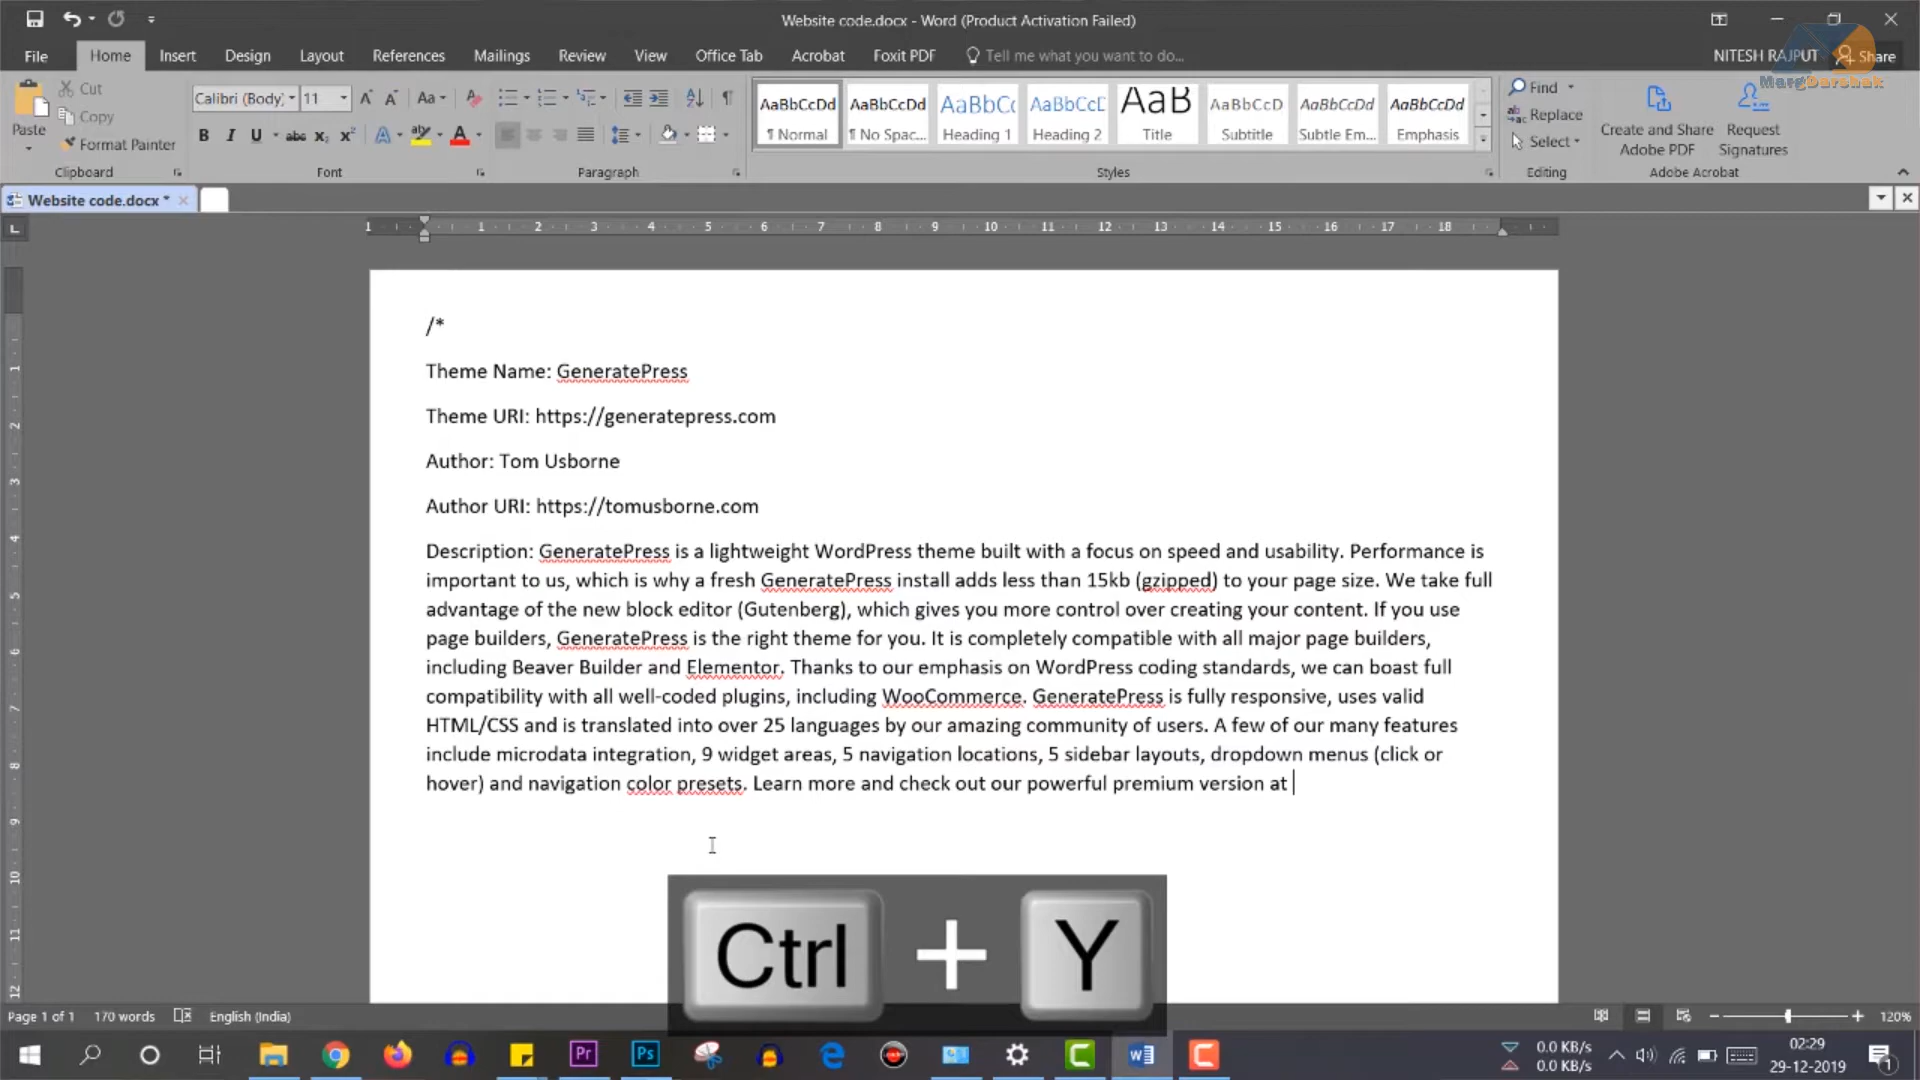 Website code.docx - Word (Product Activation Failed)
File Home Insert Design Layout References Mailings Review View Office Tab Acrobat Foxit PDF Tell me what you want to do... NITESH RAJPUT Share
MargDarshak
Paste
Cut
Copy
Format Painter
Clipboard
Calibri (Body) 11
Font
Paragraph
AaBbCcDd AaBbCcDd AaBbC AaBbCc AaB AaBbCcD AaBbCcDd AaBbCcDd
¶ Normal ¶ No Spac... Heading 1 Heading 2 Title Subtitle Subtle Em... Emphasis
Styles
Find
Replace
Select
Editing
Create and Share
Adobe PDF
Request
Signatures
Adobe Acrobat
Website code.docx *
1 1 2 3 4 5 6 7 8 9 10 11 12 13 14 15 16 17 18
/*
Theme Name: GeneratePress
Theme URI: https://generatepress.com
Author: Tom Usborne
Author URI: https://tomusborne.com
Description: GeneratePress is a lightweight WordPress theme built with a focus on speed and usability. Performance is
important to us, which is why a fresh GeneratePress install adds less than 15kb (gzipped) to your page size. We take full
advantage of the new block editor (Gutenberg), which gives you more control over creating your content. If you use
page builders, GeneratePress is the right theme for you. It is completely compatible with all major page builders,
including Beaver Builder and Elementor. Thanks to our emphasis on WordPress coding standards, we can boast full
compatibility with all well-coded plugins, including WooCommerce. GeneratePress is fully responsive, uses valid
HTML/CSS and is translated into over 25 languages by our amazing community of users. A few of our many features
include microdata integration, 9 widget areas, 5 navigation locations, 5 sidebar layouts, dropdown menus (click or
hover) and navigation color presets. Learn more and check out our powerful premium version at
1
2
3
4
5
6
7
8
9
10
11
12
Ctrl + Y
Page 1 of 1 170 words English (India) 120%
0.0 KB/s
0.0 KB/s
02:29
29-12-2019